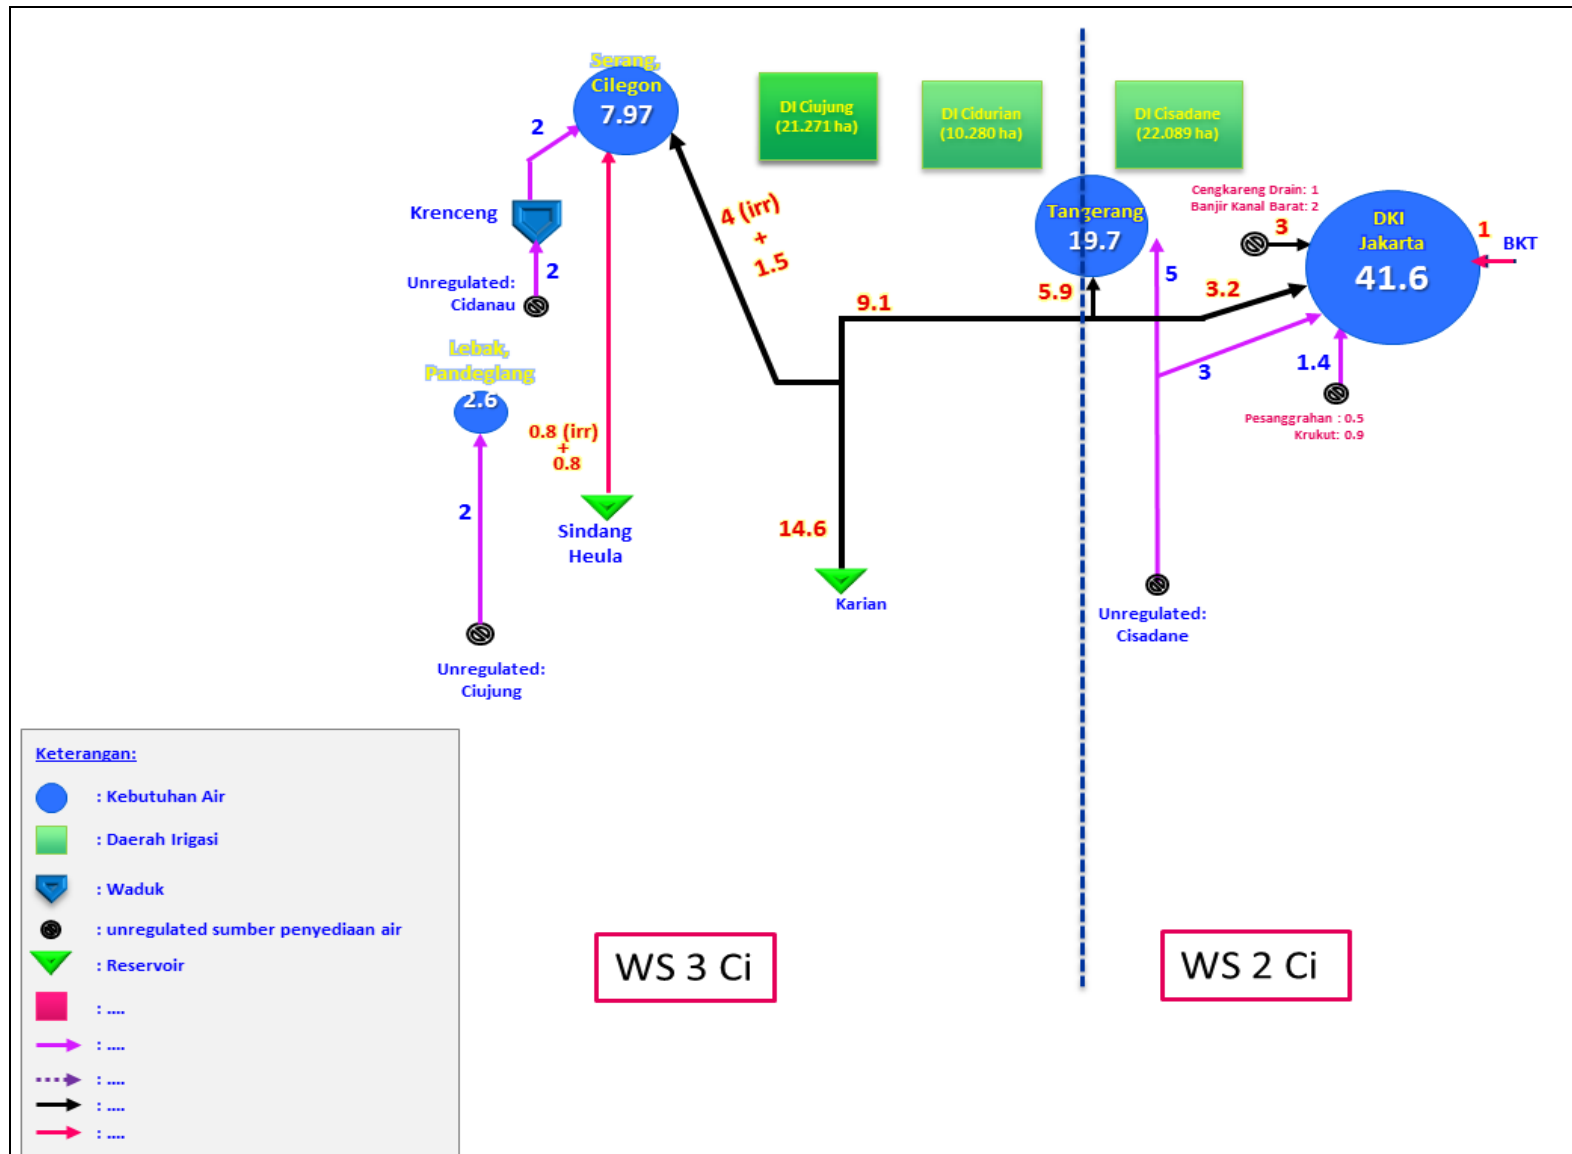 Serang,
Cilegon
7.97
DI Ciujung
(21.271 ha)
DI Cidurian
(10.280 ha)
DI Cisadane
(22.089 ha)
2
Krenceng
2
Unregulated:
Cidanau
4 (irr)
+
1.5
Tangerang
19.7
Cengkareng Drain: 1
Banjir Kanal Barat: 2
3
DKI
Jakarta
41.6
1
BKT
5
5.9
3.2
9.1
3
1.4
Pesanggrahan : 0.5
Krukut: 0.9
Lebak,
Pandeglang
2.6
0.8 (irr)
+
0.8
2
Sindang
Heula
14.6
Karian
Unregulated:
Cisadane
Unregulated:
Ciujung
Keterangan:
: Kebutuhan Air
: Daerah Irigasi
: Waduk
: unregulated sumber penyediaan air
: Reservoir
: ....
: ....
: ....
: ....
: ....
WS 3 Ci
WS 2 Ci